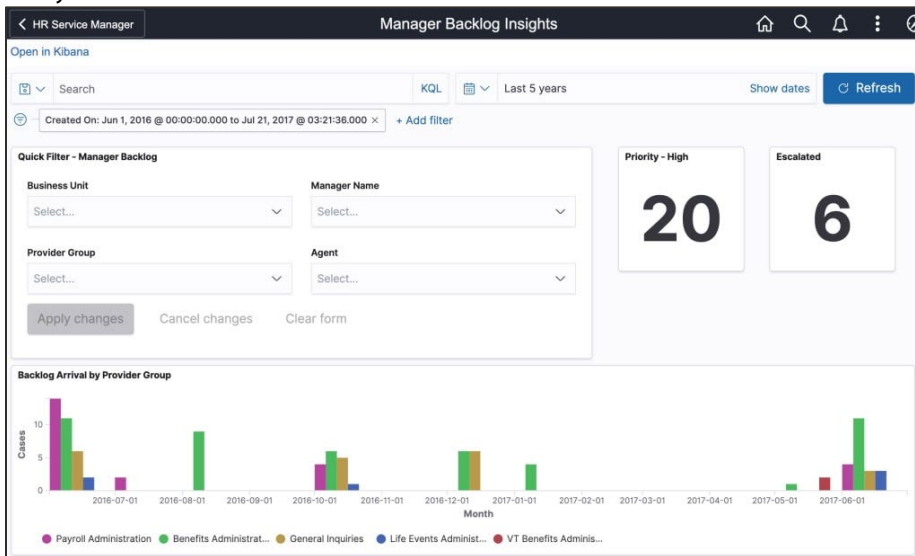 HR Service Manager
Manager Backlog Insights
Open in Kibana
Search
KQL
Last 5 years
Show dates
Refresh
Created On: Jun 1, 2016 @ 00:00:00.000 to Jul 21, 2017 @ 03:21:36.000 ×
+ Add filter
Quick Filter - Manager Backlog
Business Unit
Manager Name
Select...
Select...
Provider Group
Agent
Select...
Select...
Apply changes
Cancel changes
Clear form
Priority - High
20
Escalated
6
Backlog Arrival by Provider Group
Cases
10
5
0
2016-07-01
2016-08-01
2016-09-01
2016-10-01
2016-11-01
2016-12-01
2017-01-01
2017-02-01
2017-03-01
2017-04-01
2017-05-01
2017-06-01
Month
Payroll Administration
Benefits Administrat...
General Inquiries
Life Events Administ...
VT Benefits Adminis...